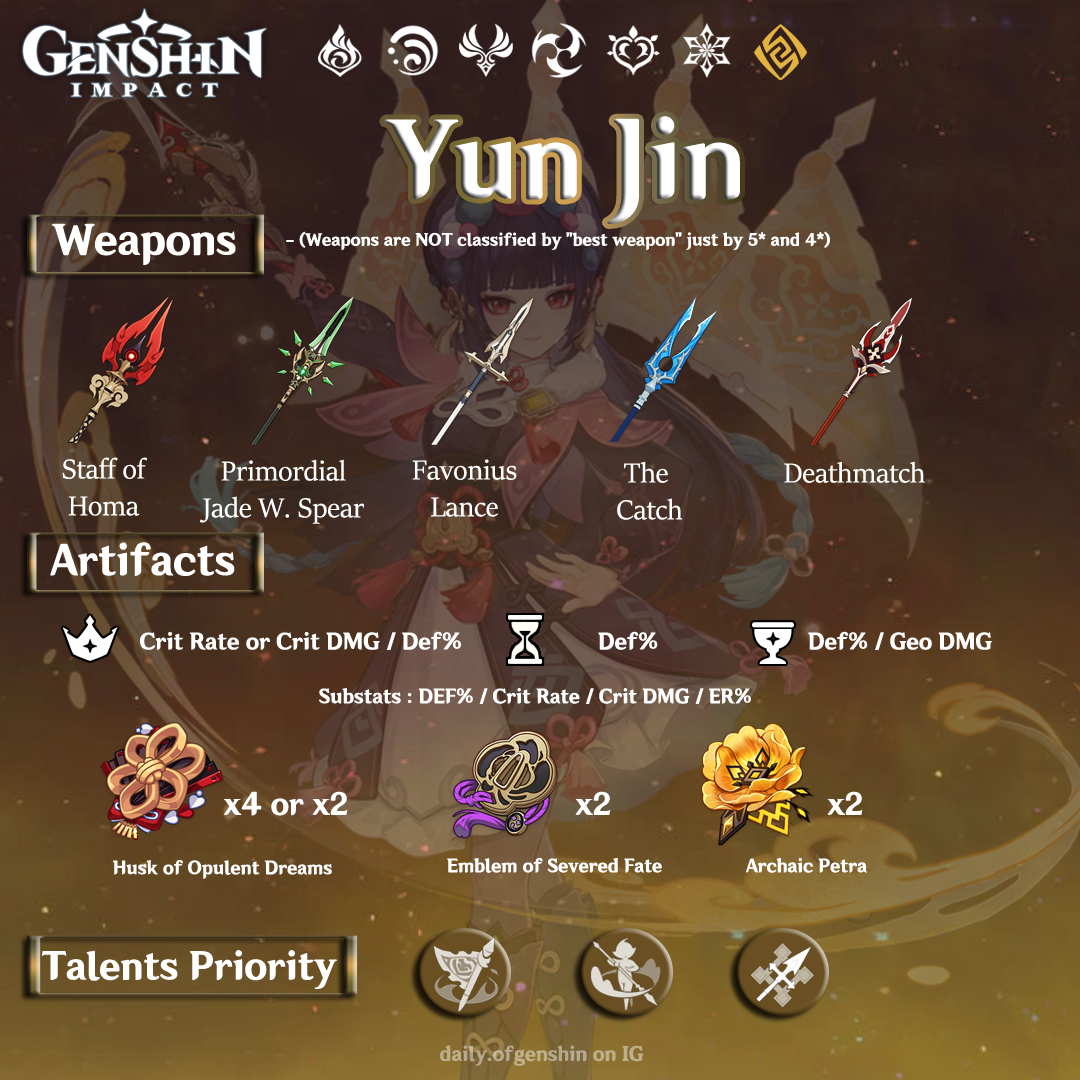 GENSHIN
IMPACT
Yun Jin
Weapons
- (Weapons are NOT classified by "best weapon" just by 5* and 4*)
Staff of
Homa
Primordial
Jade W. Spear
Favonius
Lance
The
Catch
Deathmatch
Artifacts
Crit Rate or Crit DMG / Def%
Def%
Def% / Geo DMG
Substats : DEF% / Crit Rate / Crit DMG / ER%
x4 or x2
x2
x2
Husk of Opulent Dreams
Emblem of Severed Fate
Archaic Petra
Talents Priority
daily.ofgenshin on IG